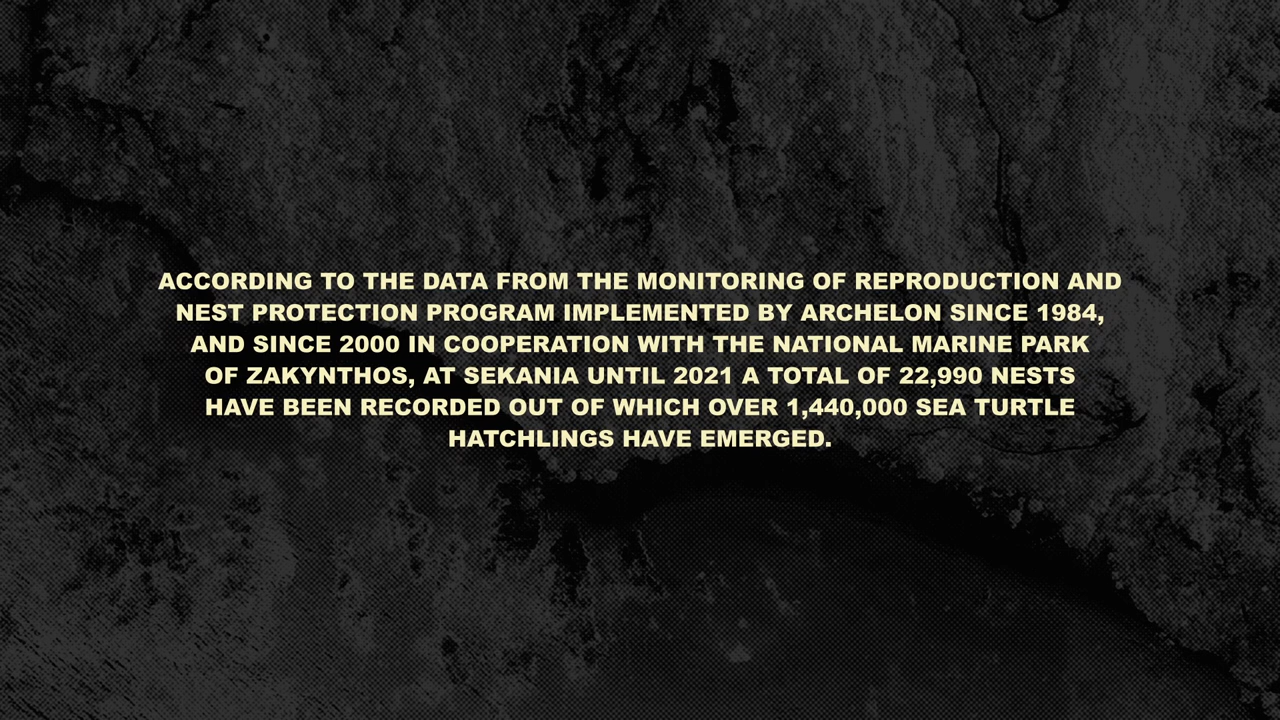 ACCORDING TO THE DATA FROM THE MONITORING OF REPRODUCTION AND
NEST PROTECTION PROGRAM IMPLEMENTED BY ARCHELON SINCE 1984,
AND SINCE 2000 IN COOPERATION WITH THE NATIONAL MARINE PARK
OF ZAKYNTHOS, AT SEKANIA UNTIL 2021 A TOTAL OF 22,990 NESTS
HAVE BEEN RECORDED OUT OF WHICH OVER 1,440,000 SEA TURTLE
HATCHLINGS HAVE EMERGED.